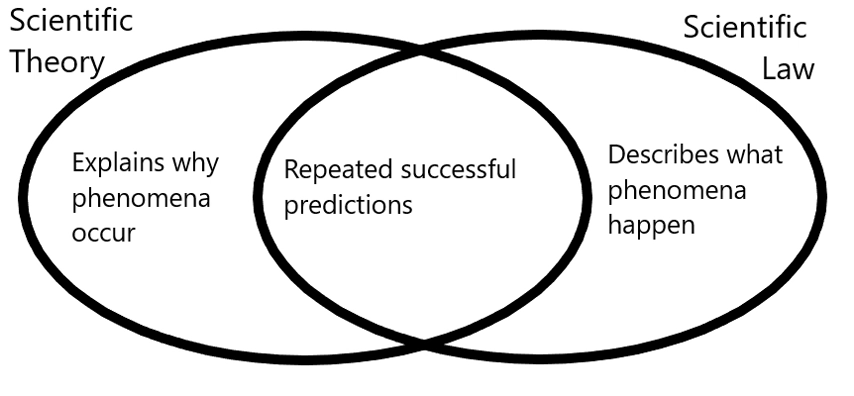 Scientific
Theory
Scientific
Law
Explains why
phenomena
occur
Repeated successful
predictions
Describes what
phenomena
happen